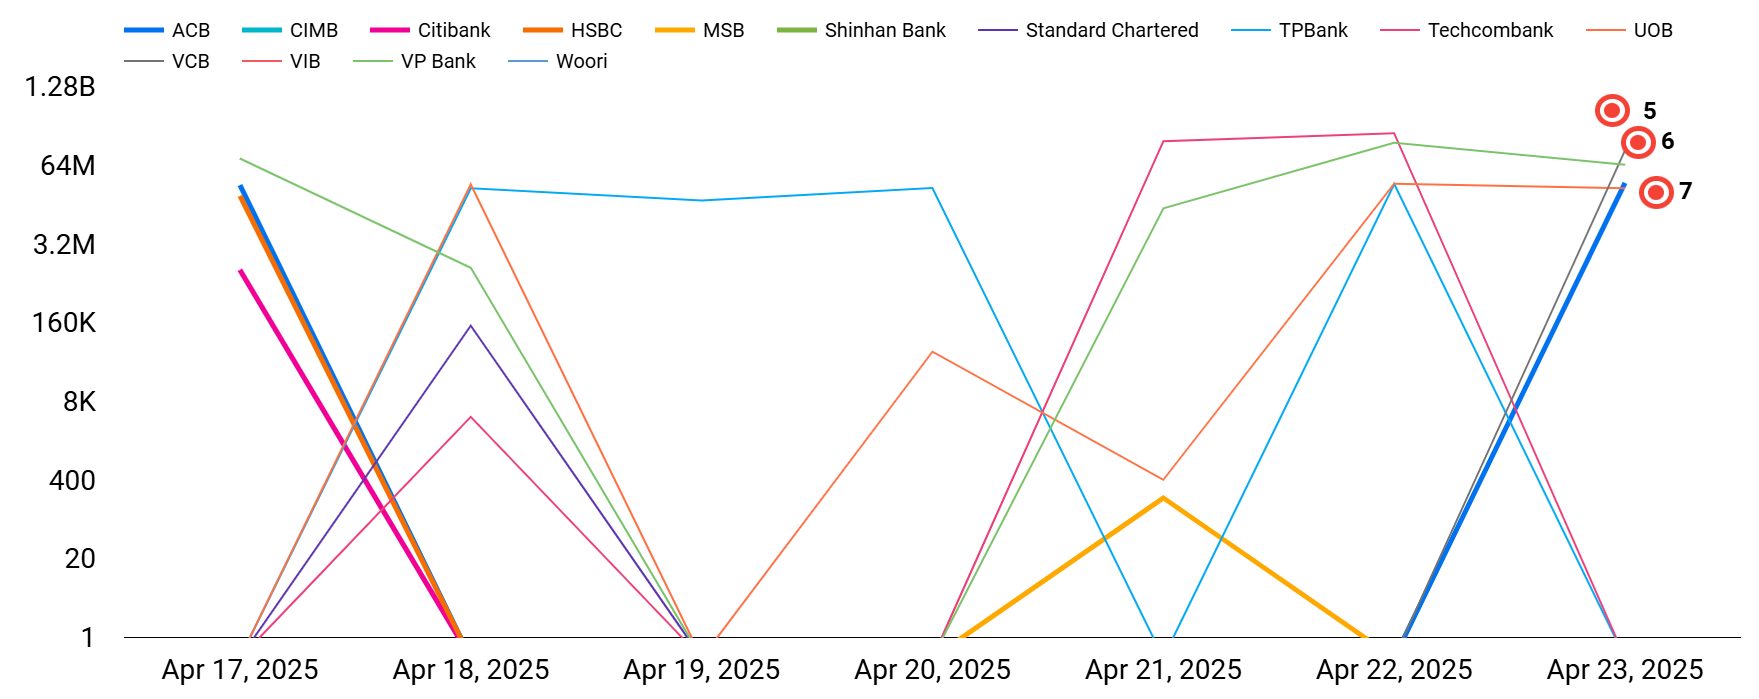 ACB CIMB Citibank HSBC MSB Shinhan Bank Standard Chartered TPBank Techcombank UOB
VCB VIB VP Bank Woori
1.28B
5
6
64M
7
3.2M
160K
8K
400
20
1
Apr 17, 2025 Apr 18, 2025 Apr 19, 2025 Apr 20, 2025 Apr 21, 2025 Apr 22, 2025 Apr 23, 2025